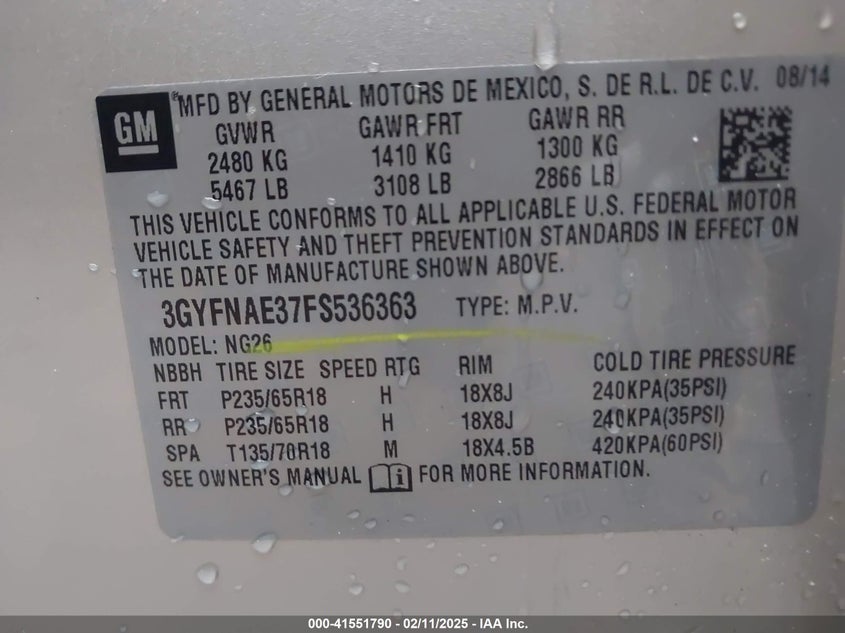 GM
® MFD BY GENERAL MOTORS DE MEXICO, S. DE R.L. DE C.V. 08/14
GVWR GAWR FRT GAWR RR
2480 KG 1410 KG 1300 KG
5467 LB 3108 LB 2866 LB
THIS VEHICLE CONFORMS TO ALL APPLICABLE U.S. FEDERAL MOTOR
VEHICLE SAFETY AND THEFT PREVENTION STANDARDS IN EFFECT ON
THE DATE OF MANUFACTURE SHOWN ABOVE.
3GYFNAE37FS536363 TYPE: M.P.V.
MODEL: NG26
NBBH TIRE SIZE SPEED RTG RIM COLD TIRE PRESSURE
FRT P235/65R18 H 18X8J 240KPA(35PSI)
RR P235/65R18 H 18X8J 240KPA(35PSI)
SPA T135/70R18 M 18X4.5B 420KPA(60PSI)
SEE OWNER'S MANUAL FOR MORE INFORMATION.
000-41551790 - 02/11/2025 - IAA Inc.